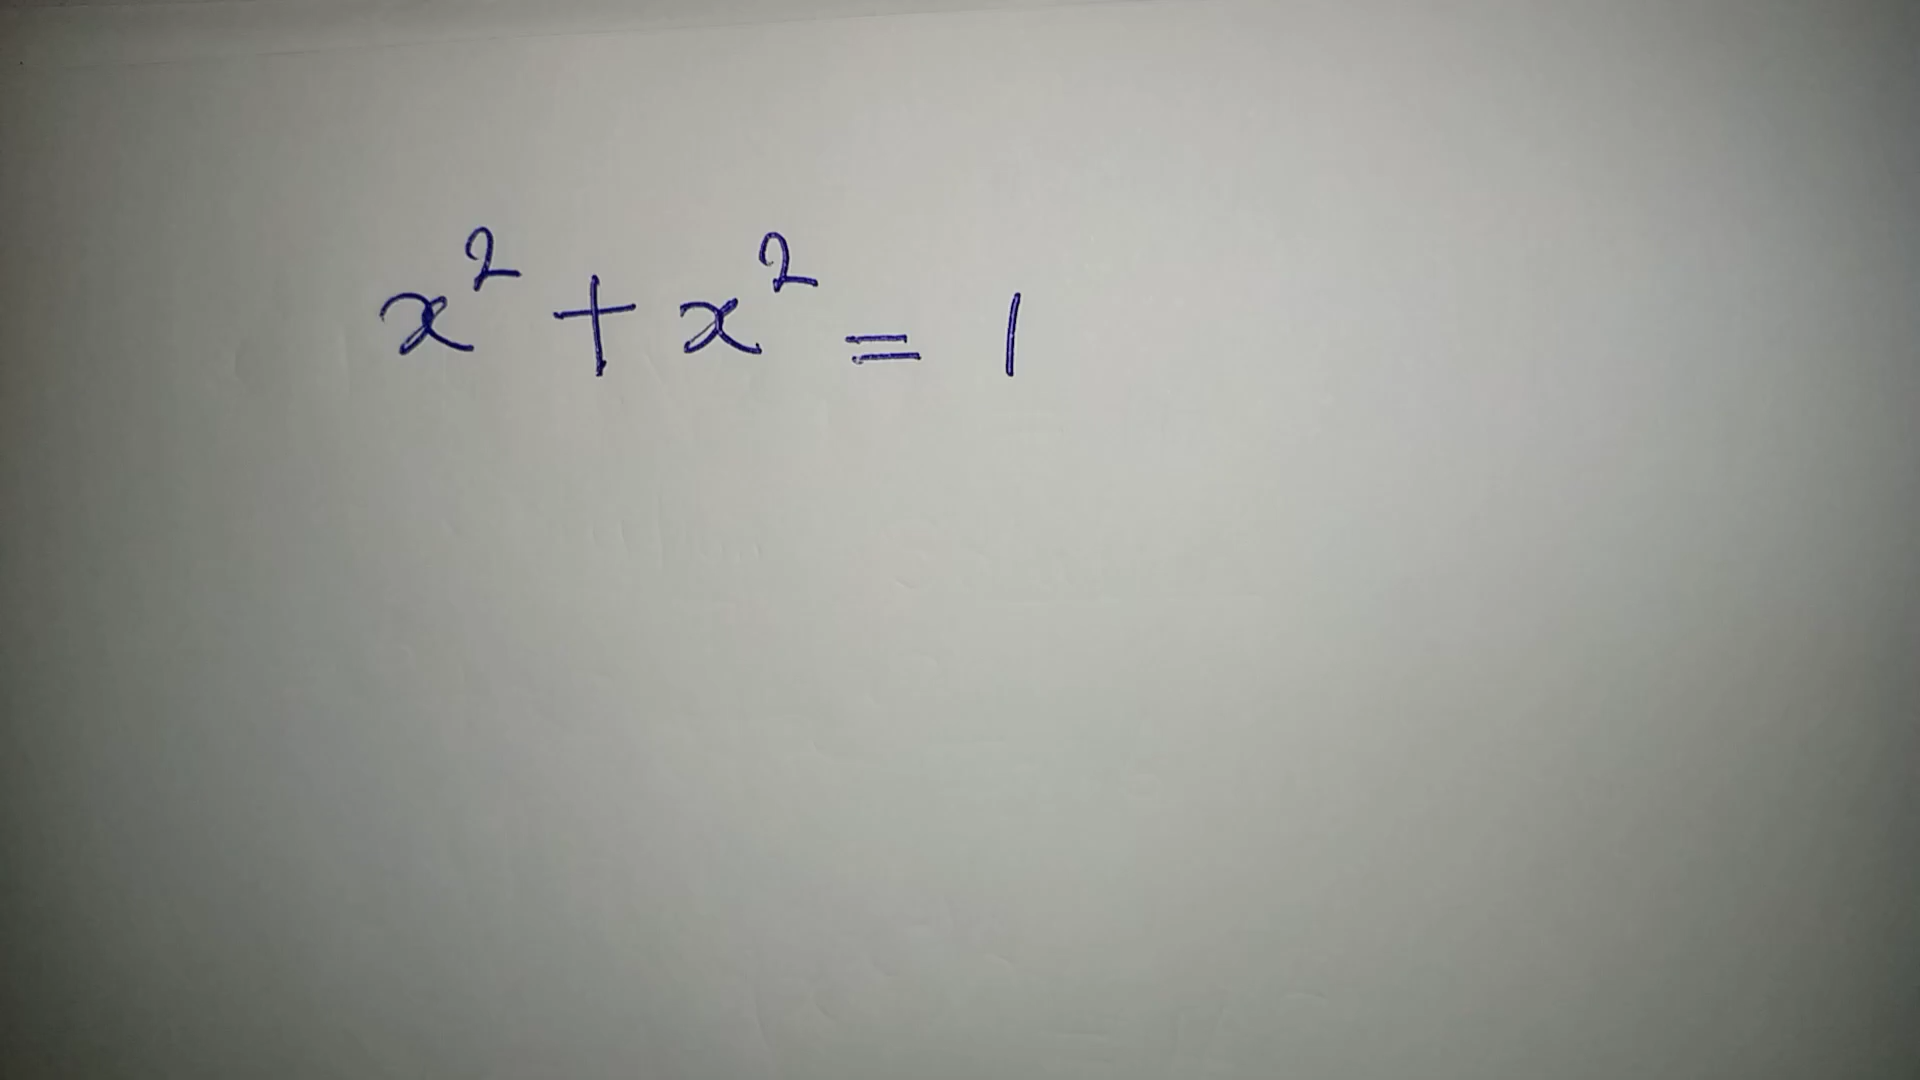 x² + x² = 1